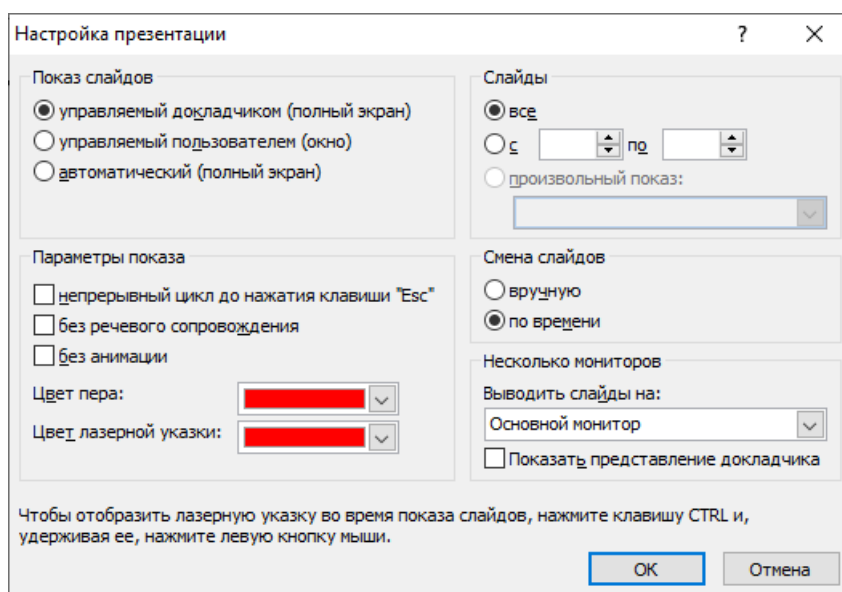 Настройка презентации
?
Показ слайдов
управляемый докладчиком (полный экран)
управляемый пользователем (окно)
автоматический (полный экран)
Слайды
все
с по
произвольный показ:
Параметры показа
непрерывный цикл до нажатия клавиши "Esc"
без речевого сопровождения
без анимации
Цвет пера:
Цвет лазерной указки:
Смена слайдов
вручную
по времени
Несколько мониторов
Выводить слайды на:
Основной монитор
Показать представление докладчика
Чтобы отобразить лазерную указку во время показа слайдов, нажмите клавишу CTRL и,
удерживая ее, нажмите левую кнопку мыши.
ОК
Отмена